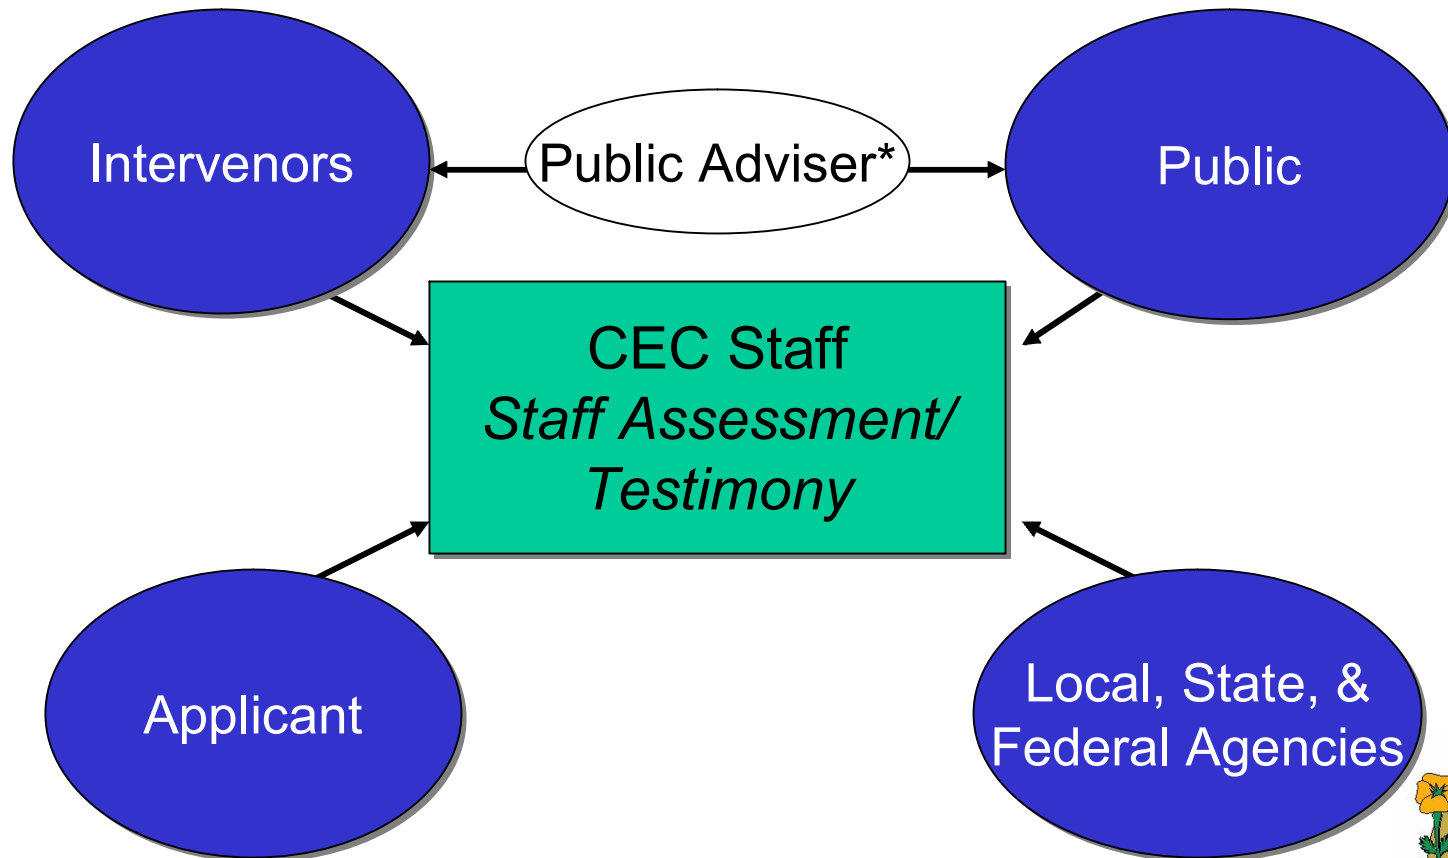 Intervenors
Public Adviser*
Public
CEC Staff
Staff Assessment/
Testimony
Applicant
Local, State, &
Federal Agencies